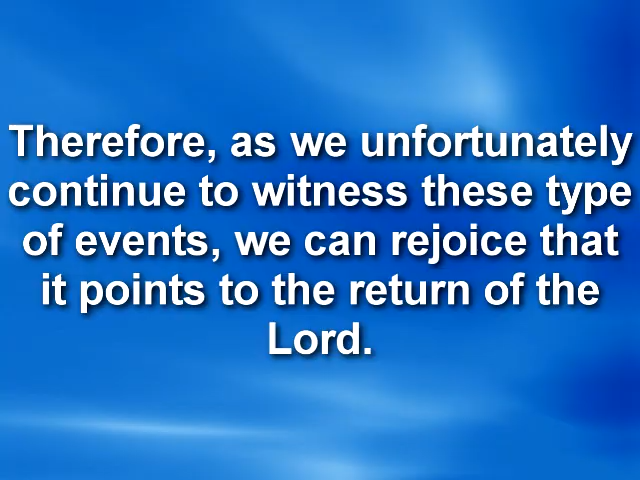 Therefore, as we unfortunately
continue to witness these type
of events, we can rejoice that
it points to the return of the
Lord.